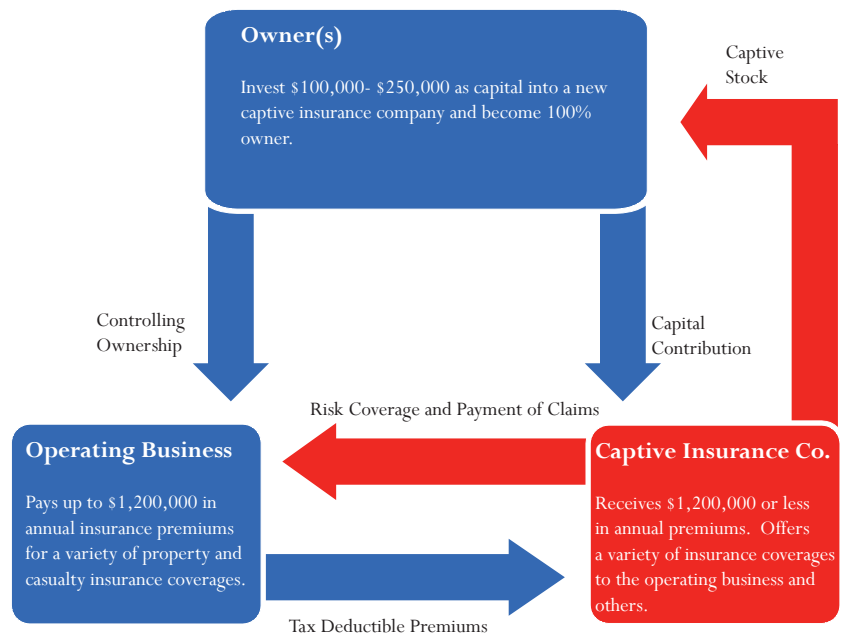 Owner(s)
Invest $100,000- $250,000 as capital into a new
captive insurance company and become 100%
owner.
Captive
Stock
Controlling
Ownership
Capital
Contribution
Risk Coverage and Payment of Claims
Operating Business
Pays up to $1,200,000 in
annual insurance premiums
for a variety of property and
casualty insurance coverages.
Captive Insurance Co.
Receives $1,200,000 or less
in annual premiums.  Offers
a variety of insurance coverages
to the operating business and
others.
Tax Deductible Premiums